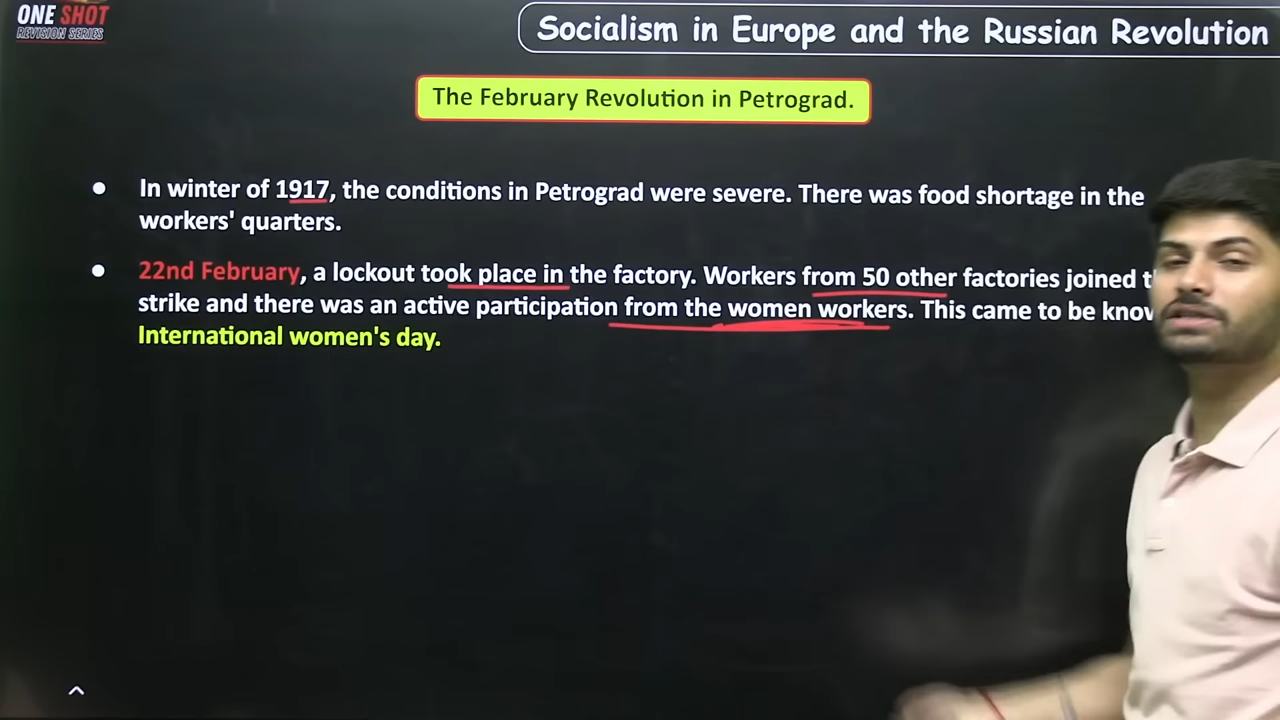 ONE SHOT
REVISION SERIES
Socialism in Europe and the Russian Revolution
The February Revolution in Petrograd.
● In winter of 1917, the conditions in Petrograd were severe. There was food shortage in the
workers' quarters.
● 22nd February, a lockout took place in the factory. Workers from 50 other factories joined
strike and there was an active participation from the women workers. This came to be
International women's day.